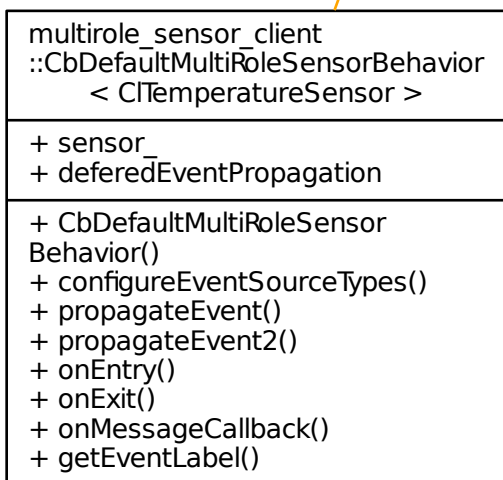 multirole_sensor_client
::CbDefaultMultiRoleSensorBehavior
< ClTemperatureSensor >
+ sensor_
+ deferedEventPropagation
+ CbDefaultMultiRoleSensor
Behavior()
+ configureEventSourceTypes()
+ propagateEvent()
+ propagateEvent2()
+ onEntry()
+ onExit()
+ onMessageCallback()
+ getEventLabel()